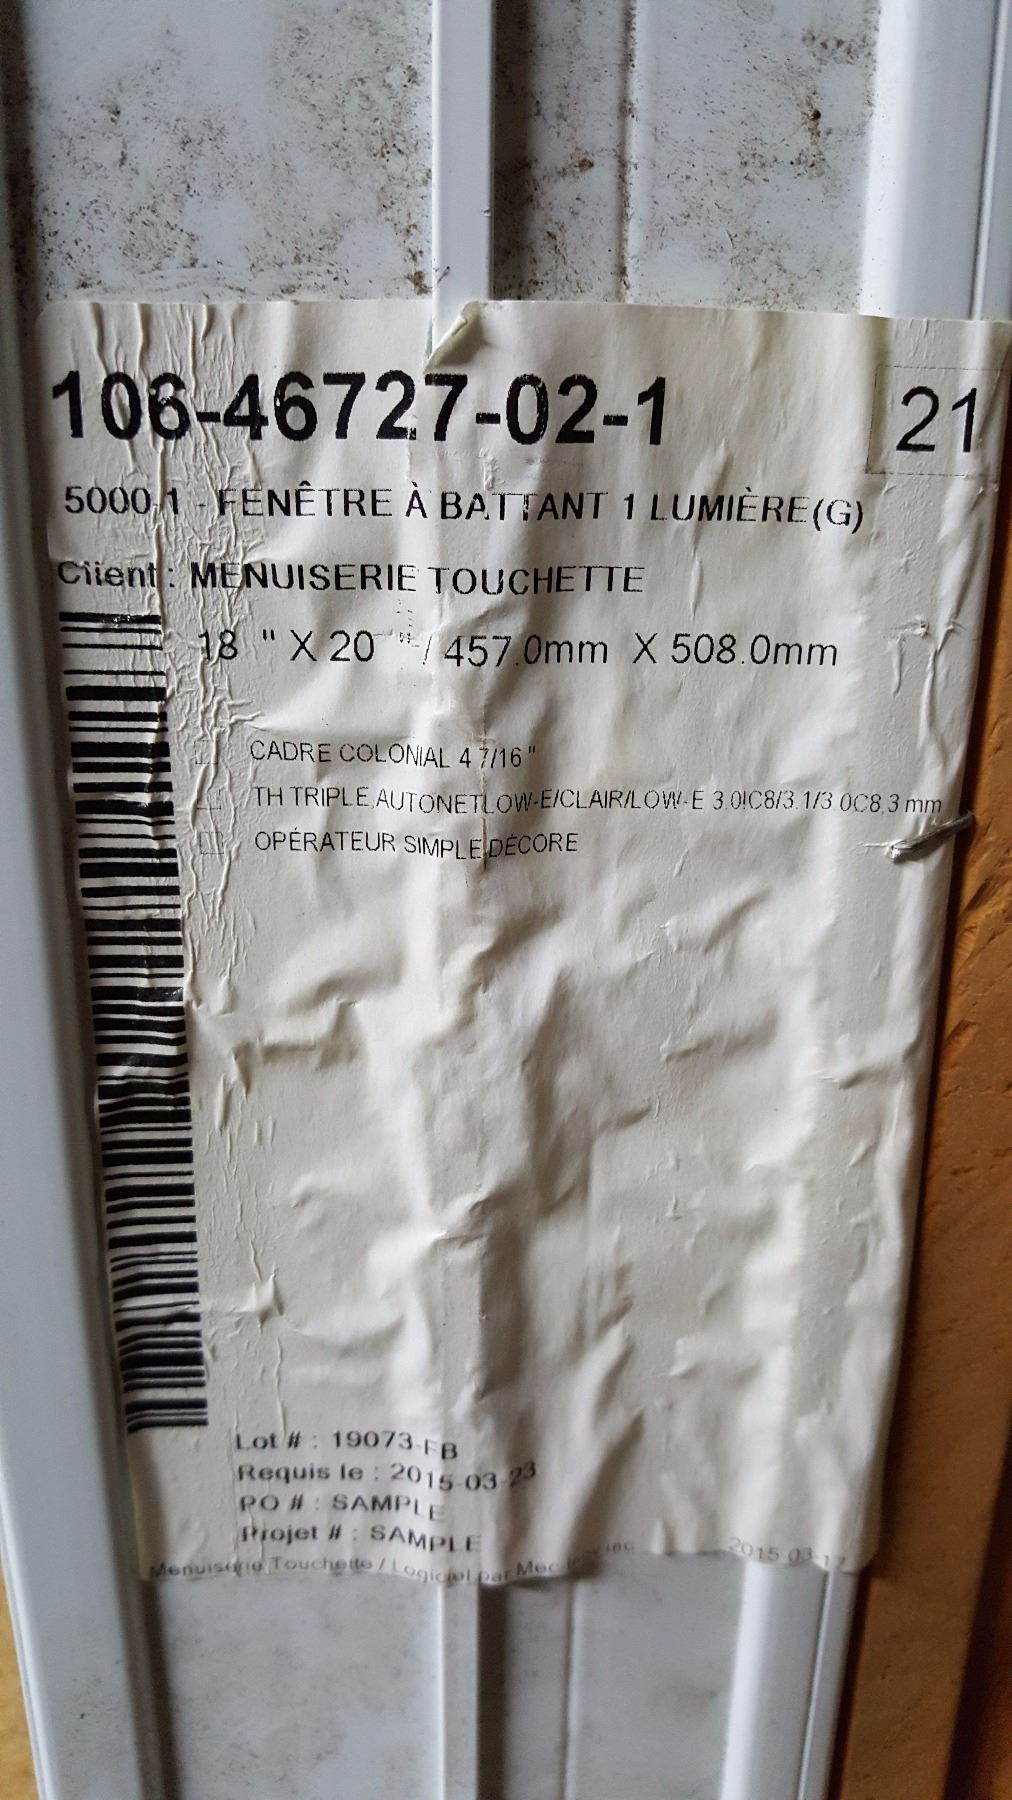 106-46727-02-1
21
5000 1 - FENÊTRE À BATTANT 1 LUMIÈRE(G)
Client : MENUISERIE TOUCHETTE
18 " X 20 " / 457.0mm X 508.0mm
CADRE COLONIAL 4 7/16 "
TH TRIPLE AUTONETLOW-E/CLAIR/LOW-E 3.0IC8/3.1/3.0C8.3 mm
OPÉRATEUR SIMPLE DÉCORE
Lot # : 19073-FB
Requis le : 2015-03-23
PO # : SAMPLE
Projet # : SAMPLE
Menuiserie Touchette / Logiciel par Mec
2015-03-17